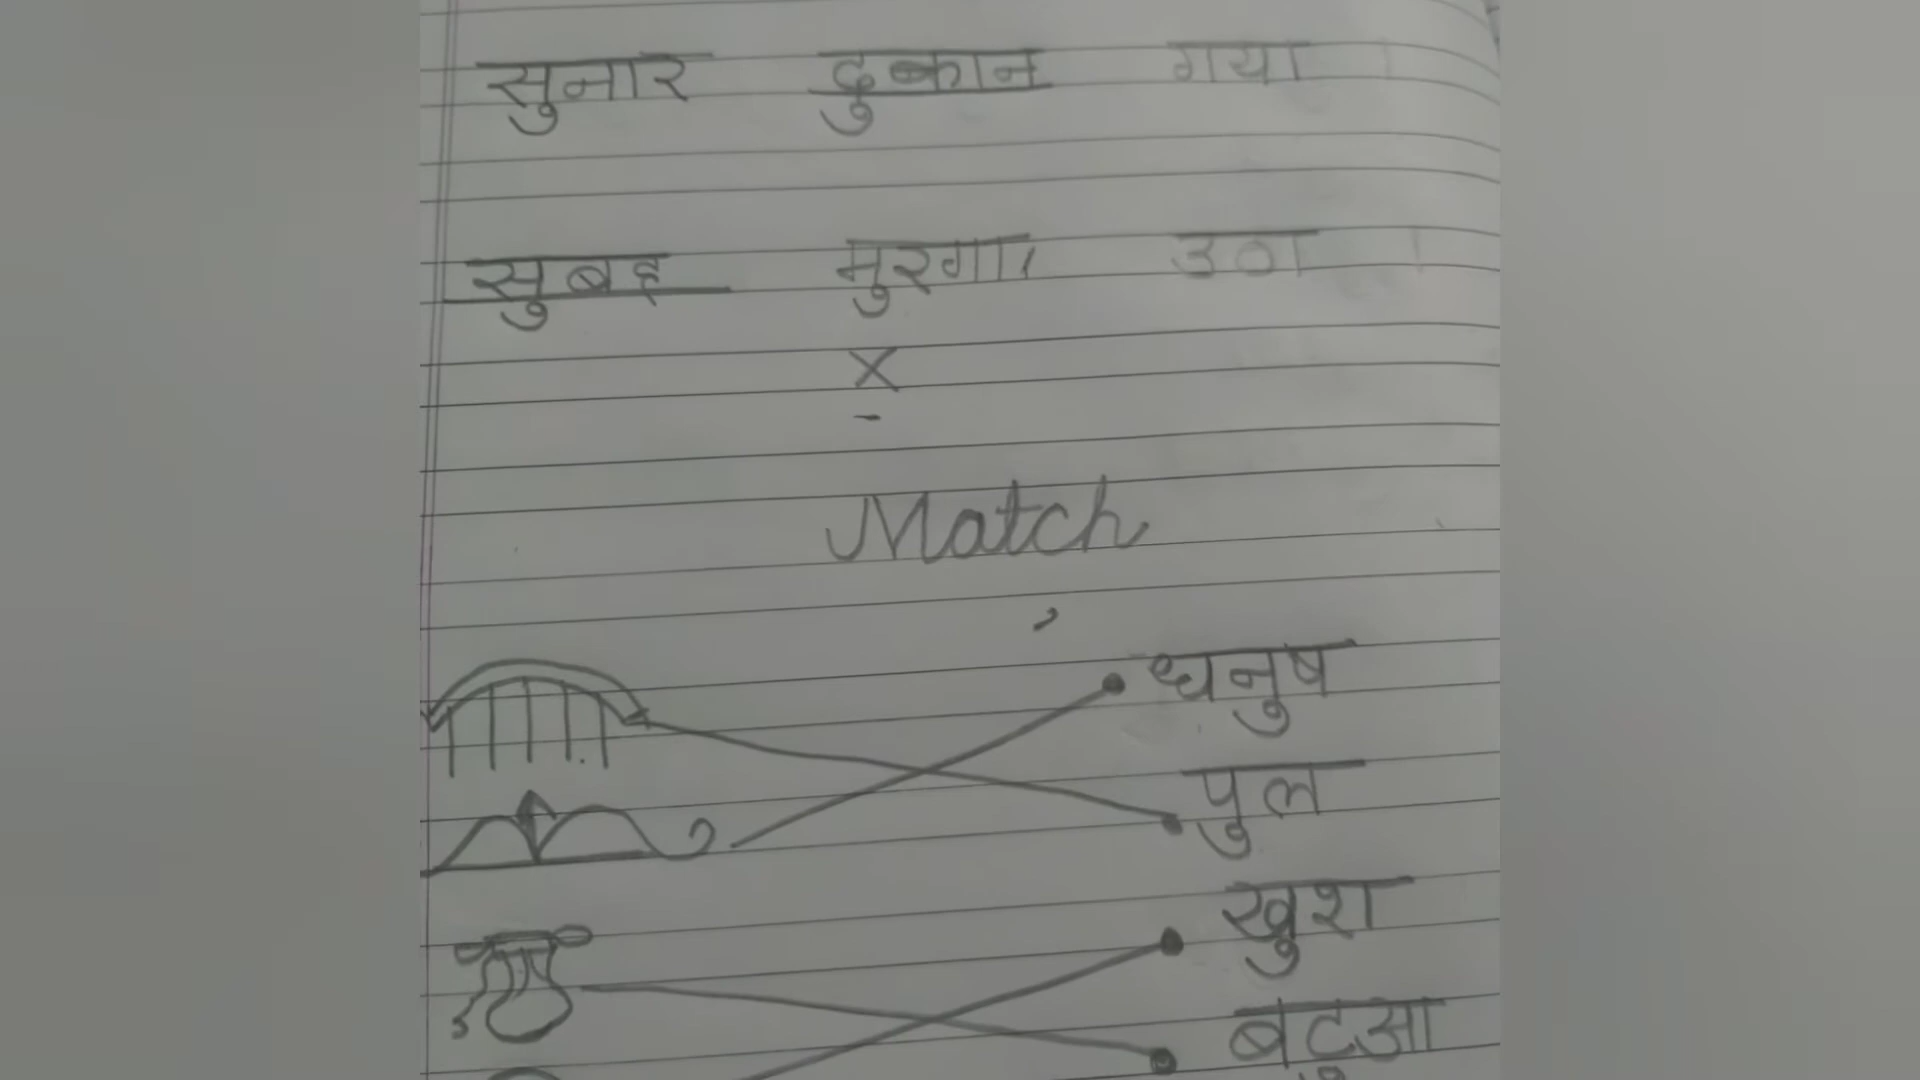 सुनार दुकान गया ।
सुबह मुरगा उठा ।
Match
धनुष
पुल
खुश
बटुआ